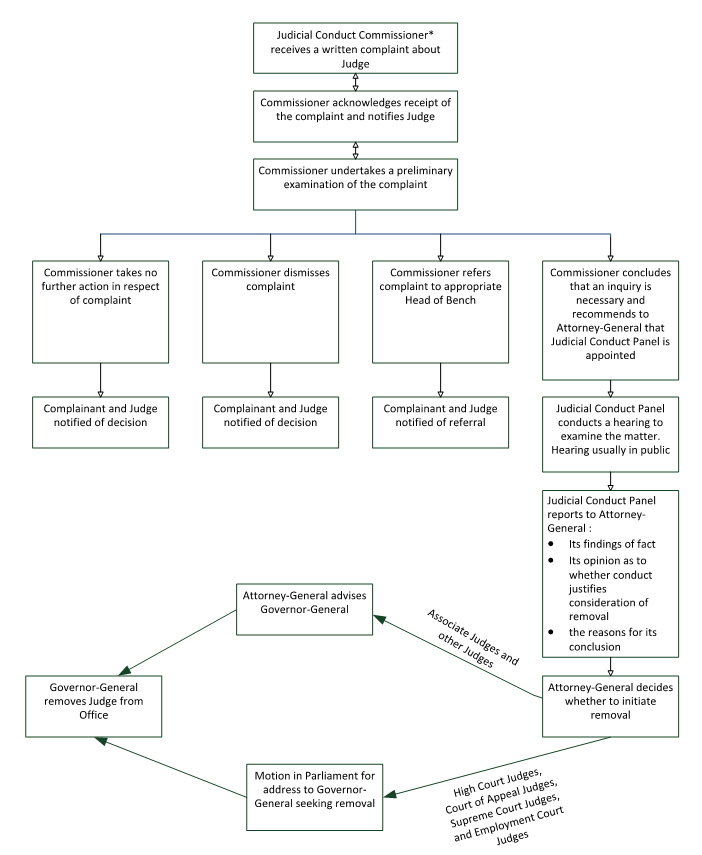 Judicial Conduct Commissioner*
receives a written complaint about
Judge
Commissioner acknowledges receipt of
the complaint and notifies Judge
Commissioner undertakes a preliminary
examination of the complaint
Commissioner takes no
further action in respect
of complaint
Commissioner dismisses
complaint
Commissioner refers
complaint to appropriate
Head of Bench
Commissioner concludes
that an inquiry is
necessary and
recommends to
Attorney-General that
Judicial Conduct Panel is
appointed
Complainant and Judge
notified of decision
Complainant and Judge
notified of decision
Complainant and Judge
notified of referral
Judicial Conduct Panel
conducts a hearing to
examine the matter.
Hearing usually in public
Judicial Conduct Panel
reports to Attorney-
General :
● Its findings of fact
● Its opinion as to
whether conduct
justifies
consideration of
removal
● the reasons for its
conclusion
Attorney-General decides
whether to initiate
removal
Associate Judges and
other Judges
Attorney-General advises
Governor-General
Governor-General
removes Judge from
Office
Motion in Parliament for
address to Governor-
General seeking removal
High Court Judges,
Court of Appeal Judges,
Supreme Court Judges,
and Employment Court
Judges